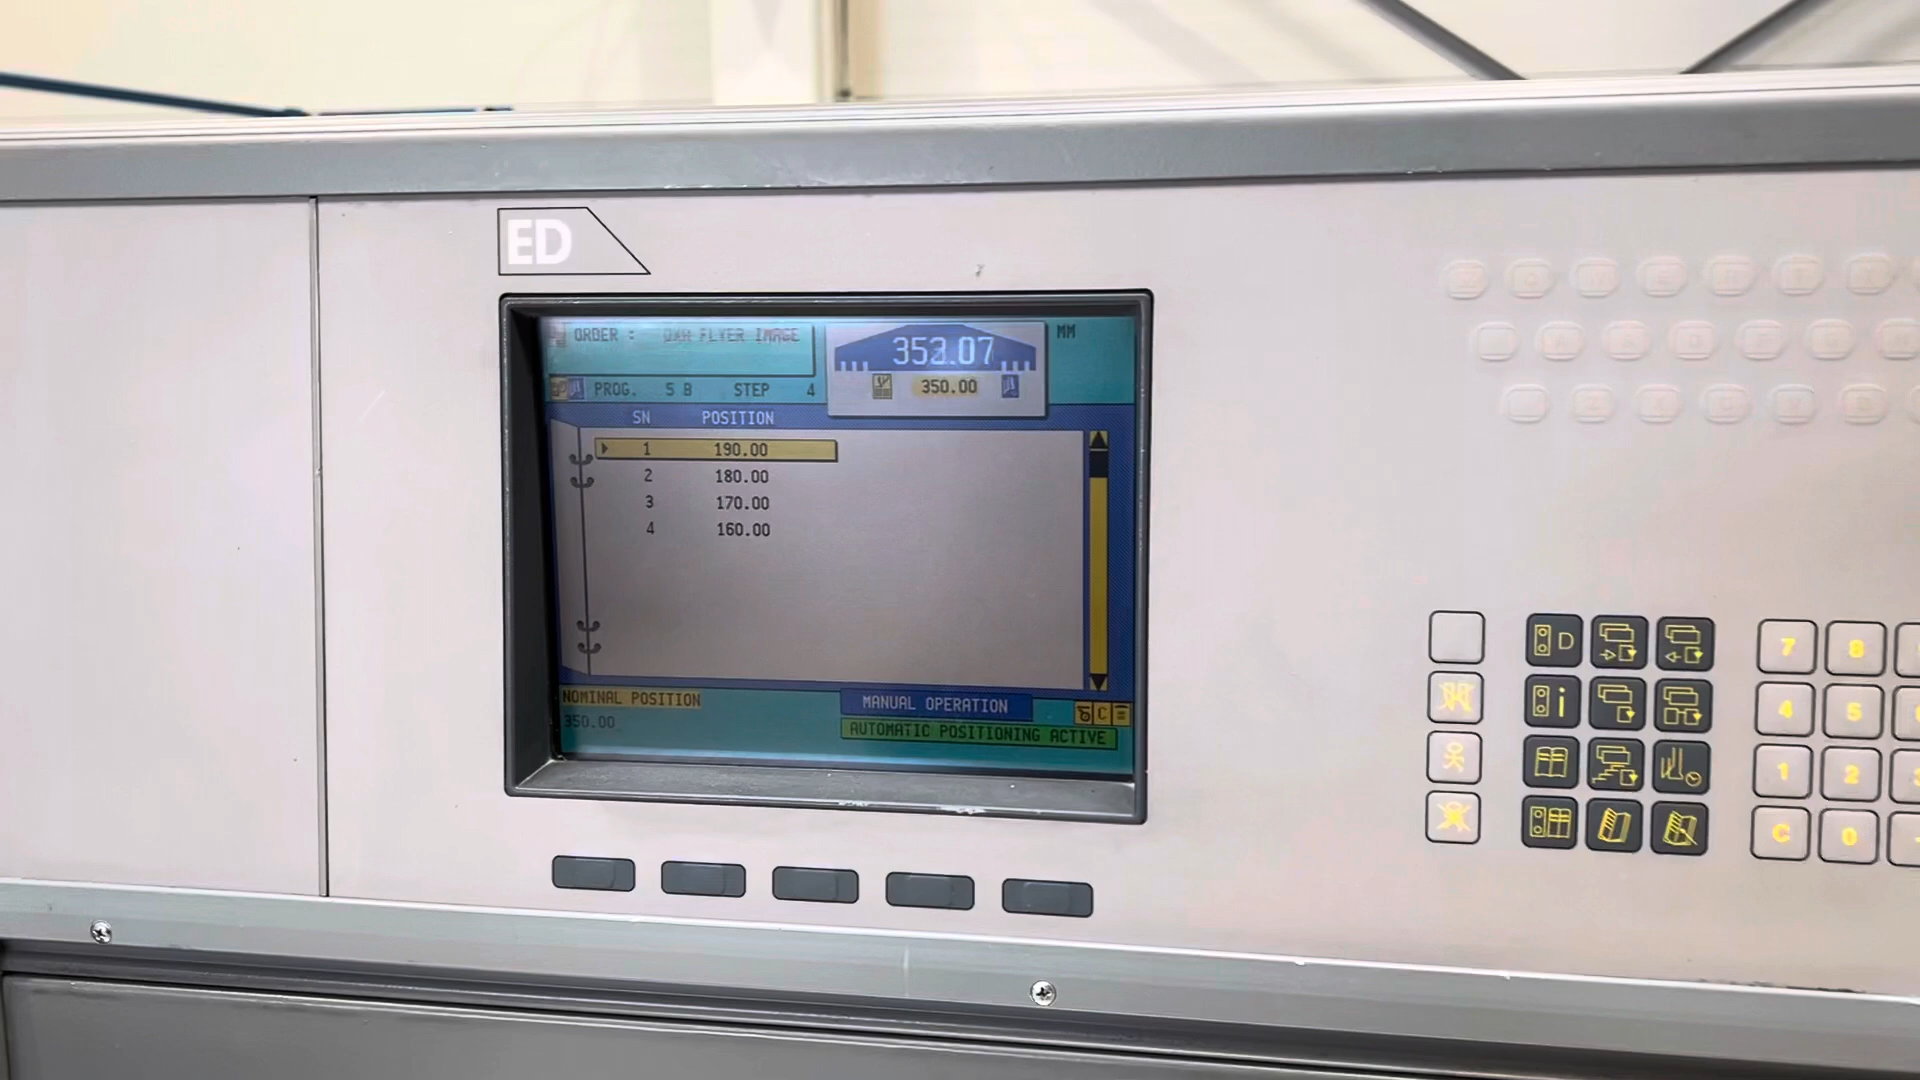 ED
ORDER : FLYER IMAGE
353.07
MM
350.00
PROG. 5 B STEP 4
SN POSITION
1 190.00
2 180.00
3 170.00
4 160.00
NOMINAL POSITION
350.00
MANUAL OPERATION
C
AUTOMATIC POSITIONING ACTIVE
D
i
7 8
4 5
1 2
C 0